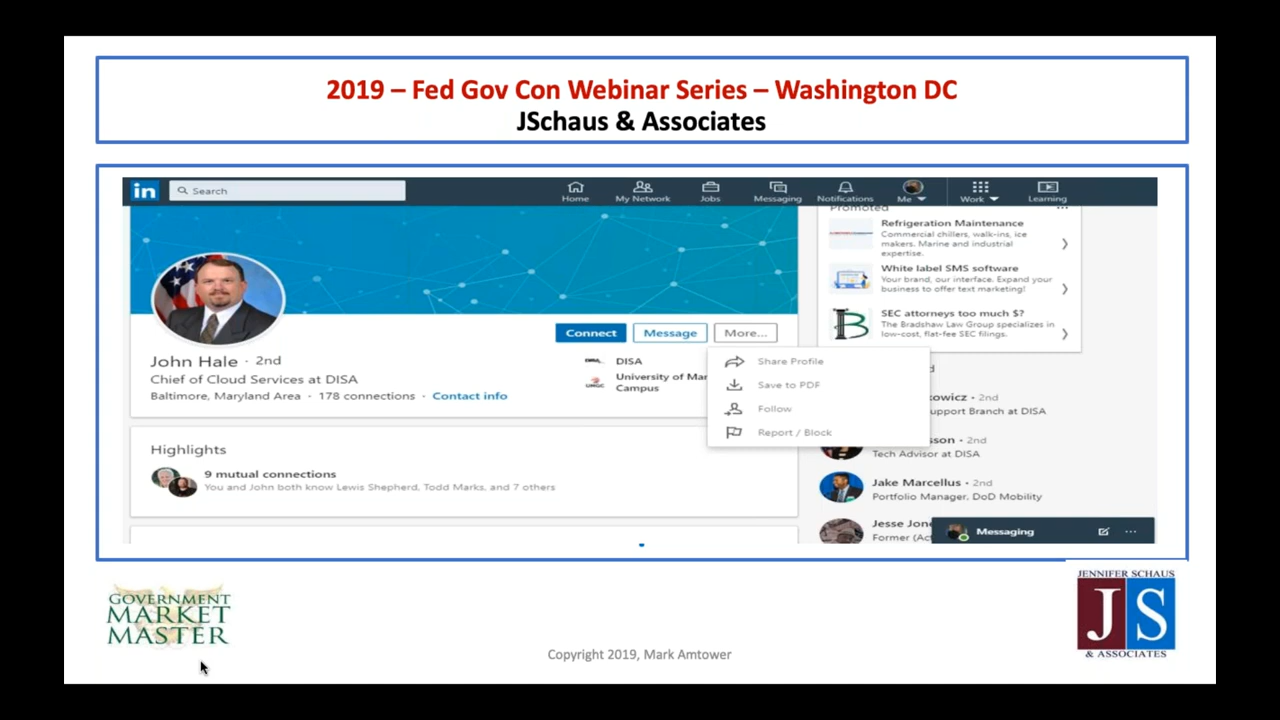 2019 – Fed Gov Con Webinar Series – Washington DC
JSchaus & Associates
in
Search
Home
My Network
Jobs
Messaging
Notifications
Me
Work
Learning
Promoted
Refrigeration Maintenance
Commercial chillers, walk-ins, ice
makers. Marine and industrial
expertise.
White label SMS software
Your brand, our interface. Expand your
business to offer text marketing!
SEC attorneys too much $?
The Bradshaw Law Group specializes in
low-cost, flat-fee SEC filings.
Connect
Message
More...
John Hale · 2nd
Chief of Cloud Services at DISA
Baltimore, Maryland Area · 178 connections · Contact info
DISA
University of Mar
Campus
Share Profile
Save to PDF
Follow
Report / Block
Highlights
9 mutual connections
You and John both know Lewis Shepherd, Todd Marks, and 7 others
d
kowicz · 2nd
upport Branch at DISA
sson · 2nd
Tech Advisor at DISA
Jake Marcellus · 2nd
Portfolio Manager, DoD Mobility
Jesse Jone
Former (Ac
Messaging
GOVERNMENT
MARKET
MASTER
Copyright 2019, Mark Amtower
JENNIFER SCHAUS
JS
& ASSOCIATES